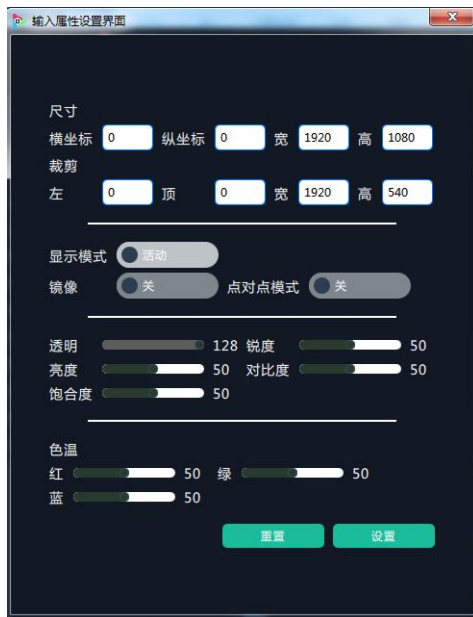 输入属性设置界面
尺寸
横坐标 0 纵坐标 0 宽 1920 高 1080
裁剪
左 0 顶 0 宽 1920 高 540
显示模式 活动
镜像 关 点对点模式 关
透明 128 锐度 50
亮度 50 对比度 50
饱合度 50
色温
红 50 绿 50
蓝 50
重置 设置